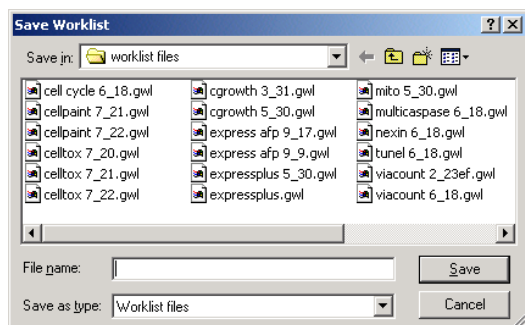 Save Worklist
Save in: worklist files
cell cycle 6_18.gwl cgrowth 3_31.gwl mito 5_30.gwl
cellpaint 7_21.gwl cgrowth 5_30.gwl multicaspase 6_18.gwl
cellpaint 7_22.gwl express afp 9_17.gwl nexin 6_18.gwl
celltox 7_20.gwl express afp 9_9.gwl tunel 6_18.gwl
celltox 7_21.gwl expressplus 5_30.gwl viacount 2_23ef.gwl
celltox 7_22.gwl expressplus.gwl viacount 6_18.gwl
File name: Save
Save as type: Worklist files Cancel